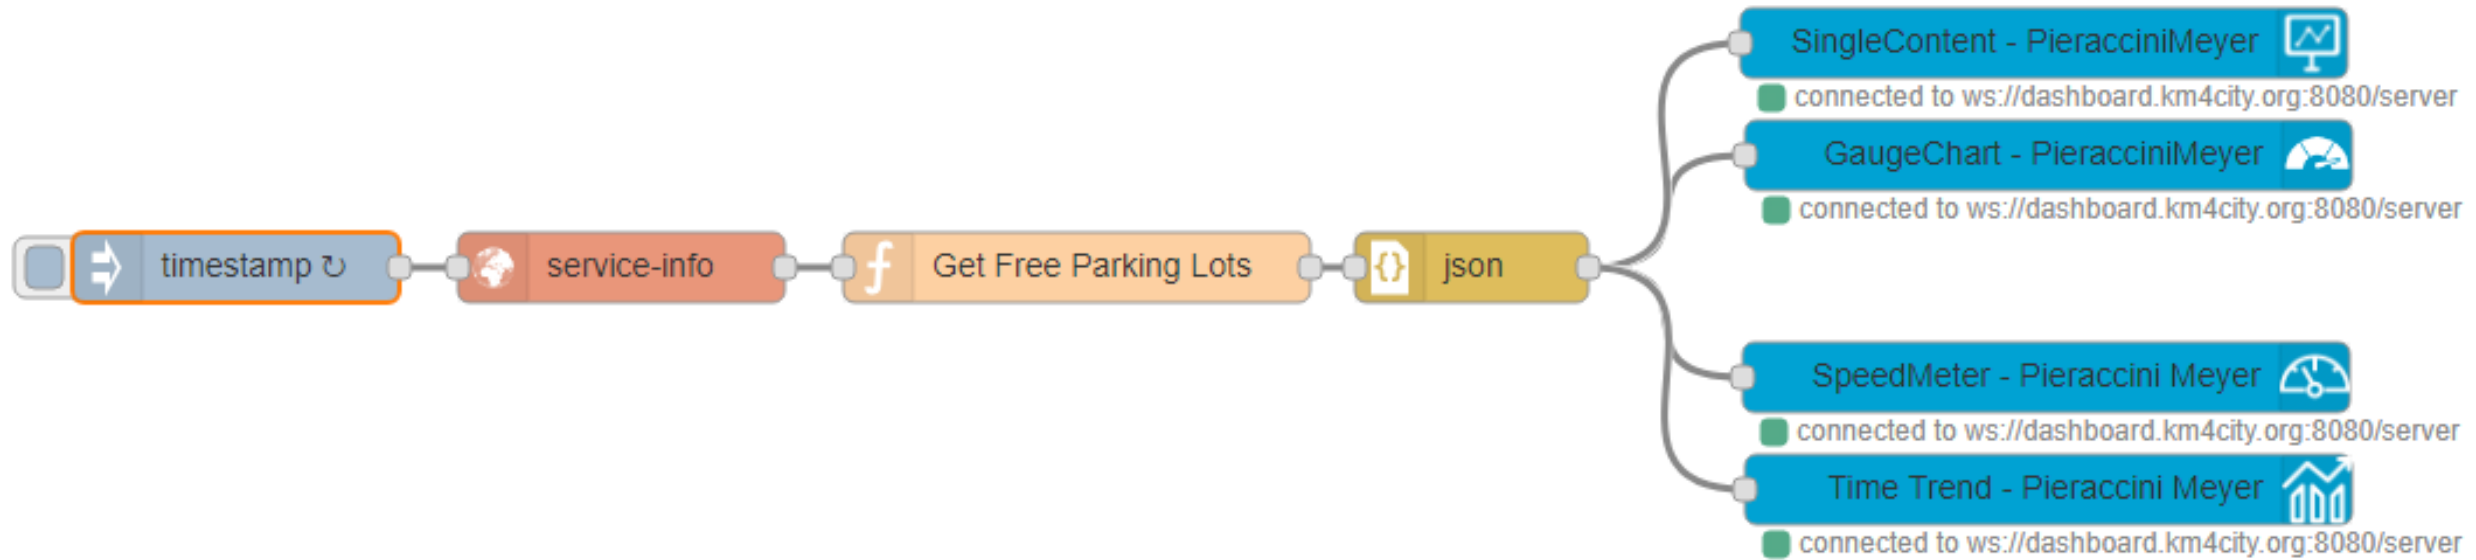 SingleContent - PieracciniMeyer
connected to ws://dashboard.km4city.org:8080/server
GaugeChart - PieracciniMeyer
connected to ws://dashboard.km4city.org:8080/server
timestamp ↻
service-info
Get Free Parking Lots
json
SpeedMeter - Pieraccini Meyer
connected to ws://dashboard.km4city.org:8080/server
Time Trend - Pieraccini Meyer
connected to ws://dashboard.km4city.org:8080/server